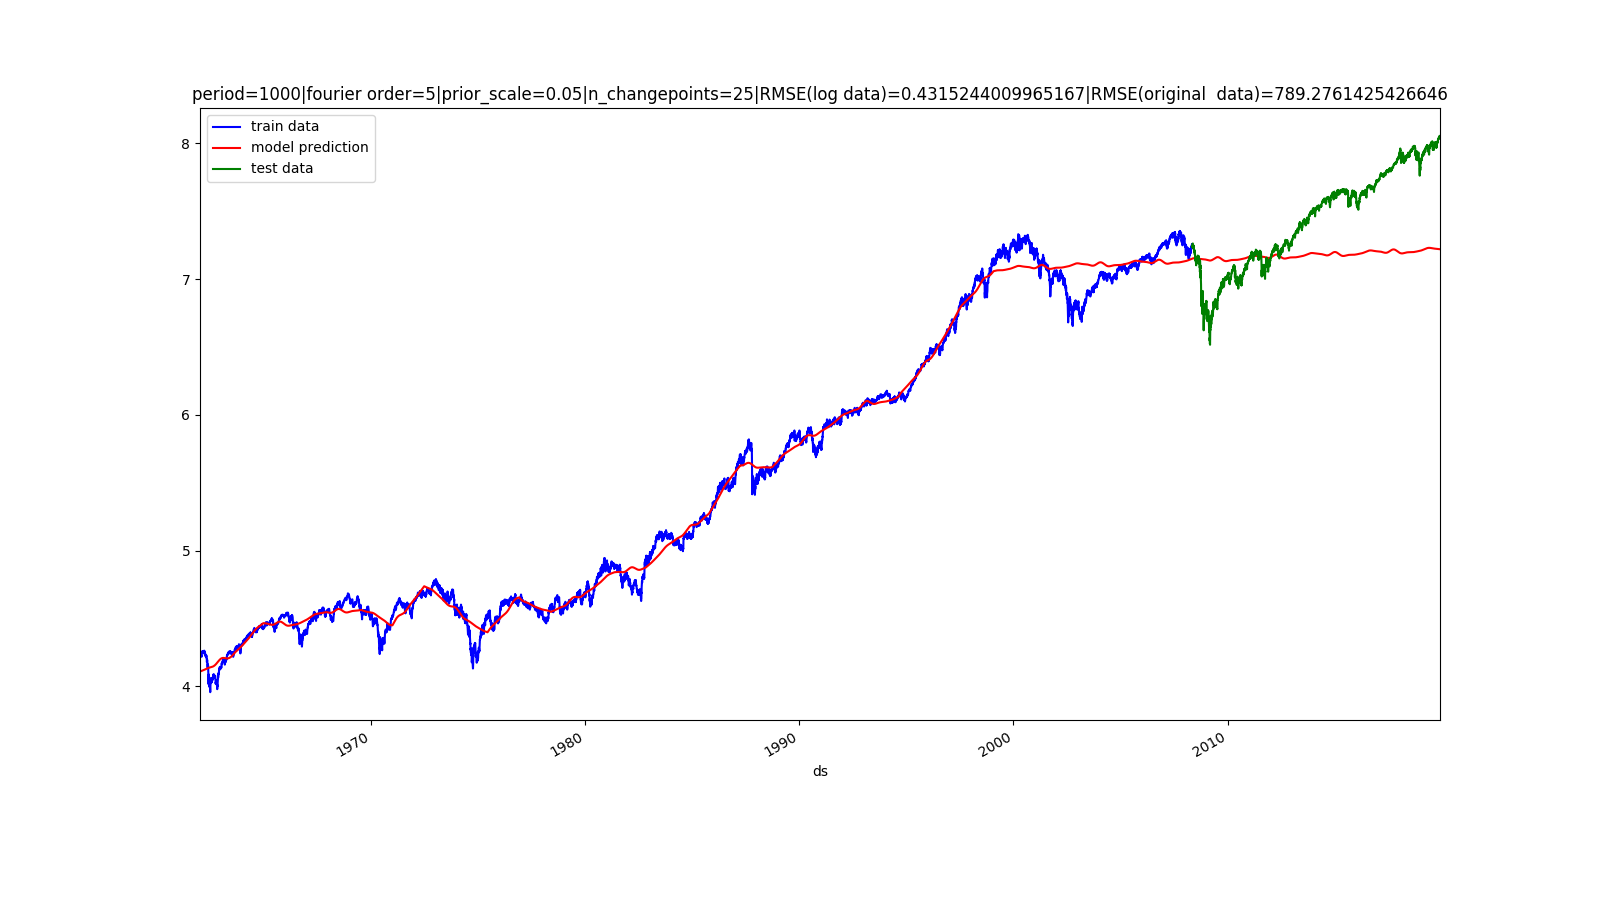 period=1000|fourier order=5|prior_scale=0.05|n_changepoints=25|RMSE(log data)=0.4315244009965167|RMSE(original  data)=789.2761425426646
train data
model prediction
test data
8
7
6
5
4
1970
1980
1990
2000
2010
ds